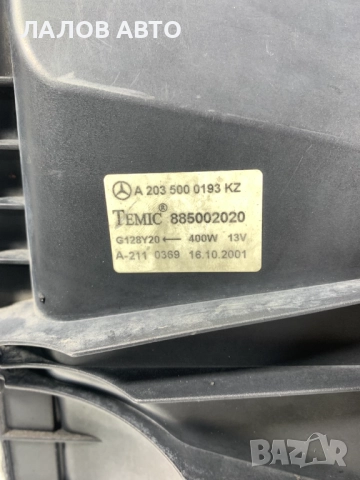 ЛАЛОВ АВТО
A 203 500 0193 KZ
TEMIC® 885002020
G128Y20 ← 400W 13V
A-211 0369 16.10.2001
BAZAR